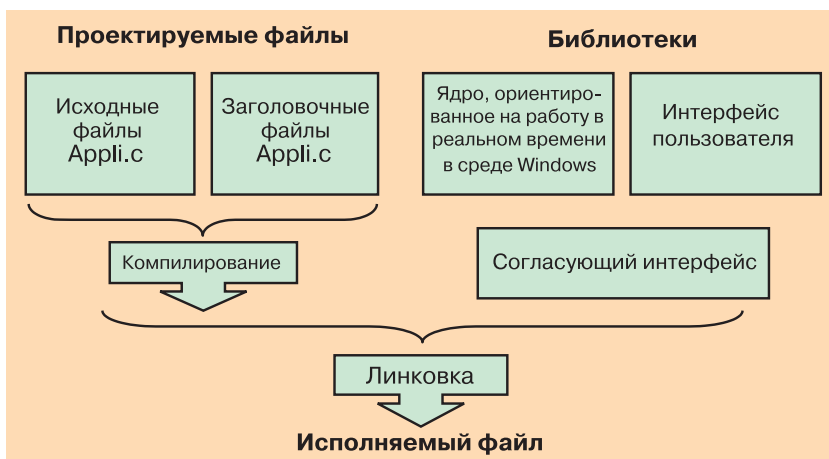 Проектируемые файлы
Библиотеки
Исходные
файлы
Appli.c
Заголовочные
файлы
Appli.c
Ядро, ориентиро-
ванное на работу в
реальном времени
в среде Windows
Интерфейс
пользователя
Компилирование
Согласующий интерфейс
Линковка
Исполняемый файл